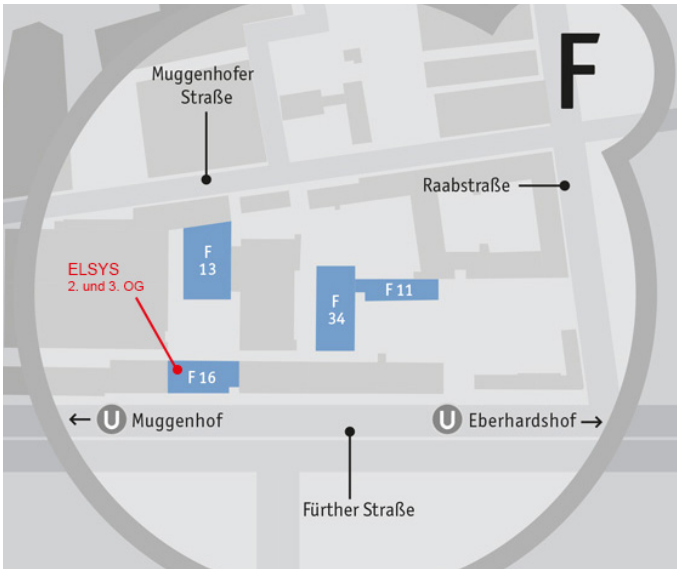 F
Muggenhofer
Straße
Raabstraße
F
13
ELSYS
2. und 3. OG
F
34
F 11
F 16
← U Muggenhof
U Eberhardshof →
Fürther Straße